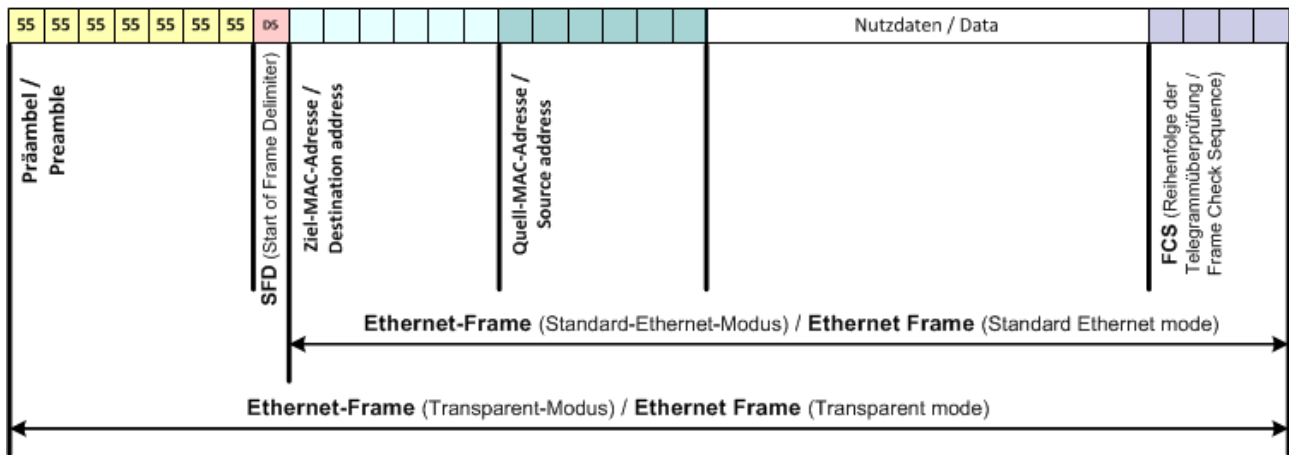 55 55 55 55 55 55 55 D5 Nutzdaten / Data
Präambel /
Preamble
SFD (Start of Frame Delimiter)
Ziel-MAC-Adresse /
Destination address
Quell-MAC-Adresse /
Source address
FCS (Reihenfolge der
Telegrammüberprüfung /
Frame Check Sequence)
Ethernet-Frame (Standard-Ethernet-Modus) / Ethernet Frame (Standard Ethernet mode)
Ethernet-Frame (Transparent-Modus) / Ethernet Frame (Transparent mode)